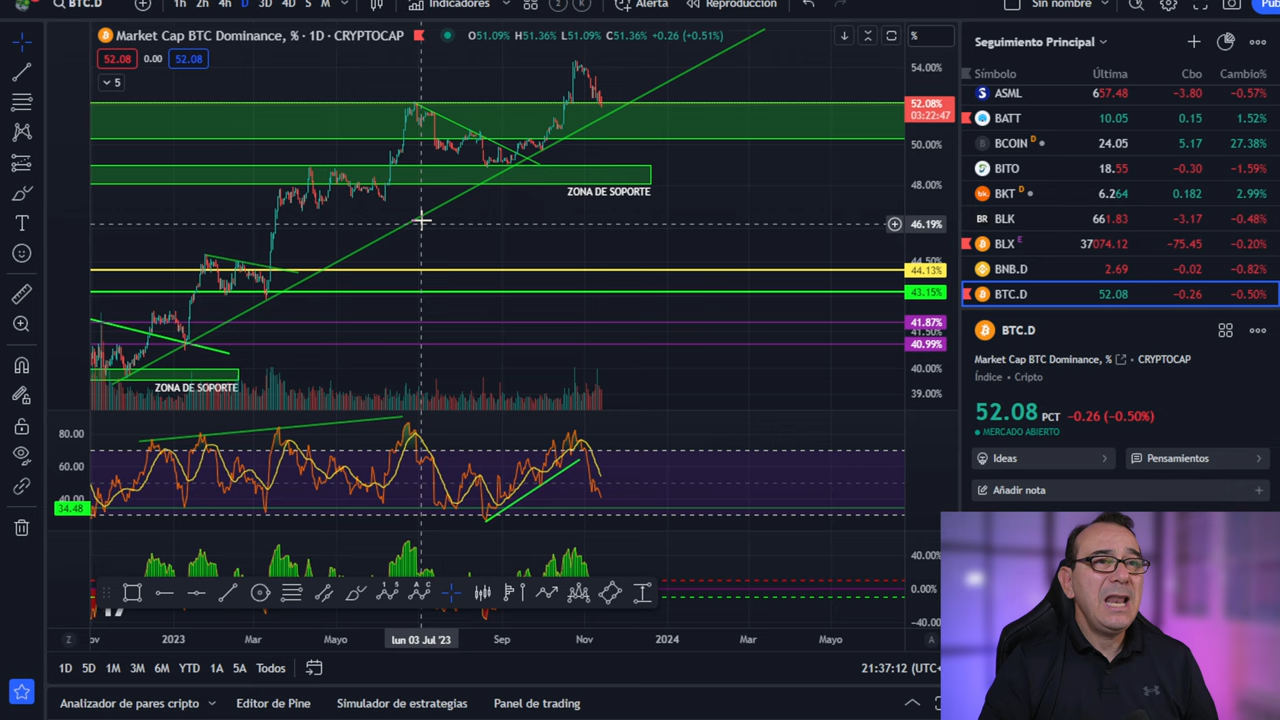 BTC.D
1h 2h 4h D 3D 4D S M
Indicadores
2 K
Alerta
Reproducción
Sin nombre
Market Cap BTC Dominance, % · 1D · CRYPTOCAP
O51.09% H51.36% L51.09% C51.36% +0.26 (+0.51%)
52.08 0.00 52.08
5
%
54.00%
52.08%
03:22:47
50.00%
48.00%
46.19%
44.50%
44.13%
43.15%
41.87%
41.50%
40.99%
40.00%
39.00%
ZONA DE SOPORTE
ZONA DE SOPORTE
80.00
60.00
40.00
34.48
40.00%
0.00%
−40.00
Z
ov 2023 Mar Mayo lun 03 Jul '23 Sep Nov 2024 Mar Mayo
A
1D 5D 1M 3M 6M YTD 1A 5A Todos
21:37:12 (UTC+
Analizador de pares cripto
Editor de Pine
Simulador de estrategias
Panel de trading
Seguimiento Principal
Símbolo Última Cbo Cambio%
ASML 657.48 −3.80 −0.57%
BATT 10.05 0.15 1.52%
BCOIN D 24.05 5.17 27.38%
BITO 18.55 −0.30 −1.59%
BKT D 6.264 0.182 2.99%
BR BLK 661.83 −3.17 −0.48%
BLX E 37074.12 −75.45 −0.20%
BNB.D 2.69 −0.02 −0.82%
BTC.D 52.08 −0.26 −0.50%
BTC.D
Market Cap BTC Dominance, % · CRYPTOCAP
Índice · Cripto
52.08 PCT −0.26 (−0.50%)
MERCADO ABIERTO
Ideas
Pensamientos
Añadir nota